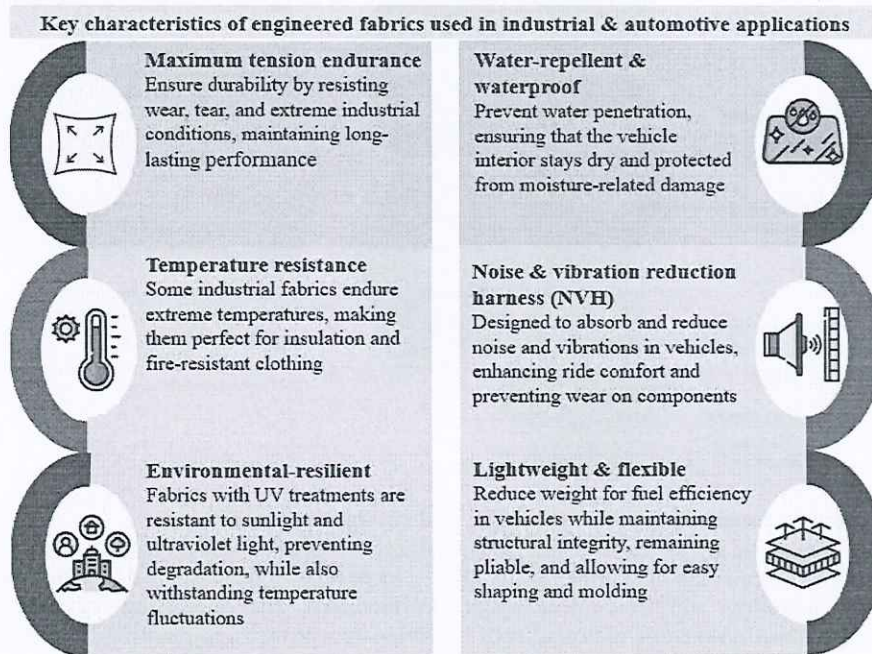 Key characteristics of engineered fabrics used in industrial & automotive applications
Maximum tension endurance
Ensure durability by resisting
wear, tear, and extreme industrial
conditions, maintaining long-
lasting performance
Water-repellent &
waterproof
Prevent water penetration,
ensuring that the vehicle
interior stays dry and protected
from moisture-related damage
Temperature resistance
Some industrial fabrics endure
extreme temperatures, making
them perfect for insulation and
fire-resistant clothing
Noise & vibration reduction
harness (NVH)
Designed to absorb and reduce
noise and vibrations in vehicles,
enhancing ride comfort and
preventing wear on components
Environmental-resilient
Fabrics with UV treatments are
resistant to sunlight and
ultraviolet light, preventing
degradation, while also
withstanding temperature
fluctuations
Lightweight & flexible
Reduce weight for fuel efficiency
in vehicles while maintaining
structural integrity, remaining
pliable, and allowing for easy
shaping and molding